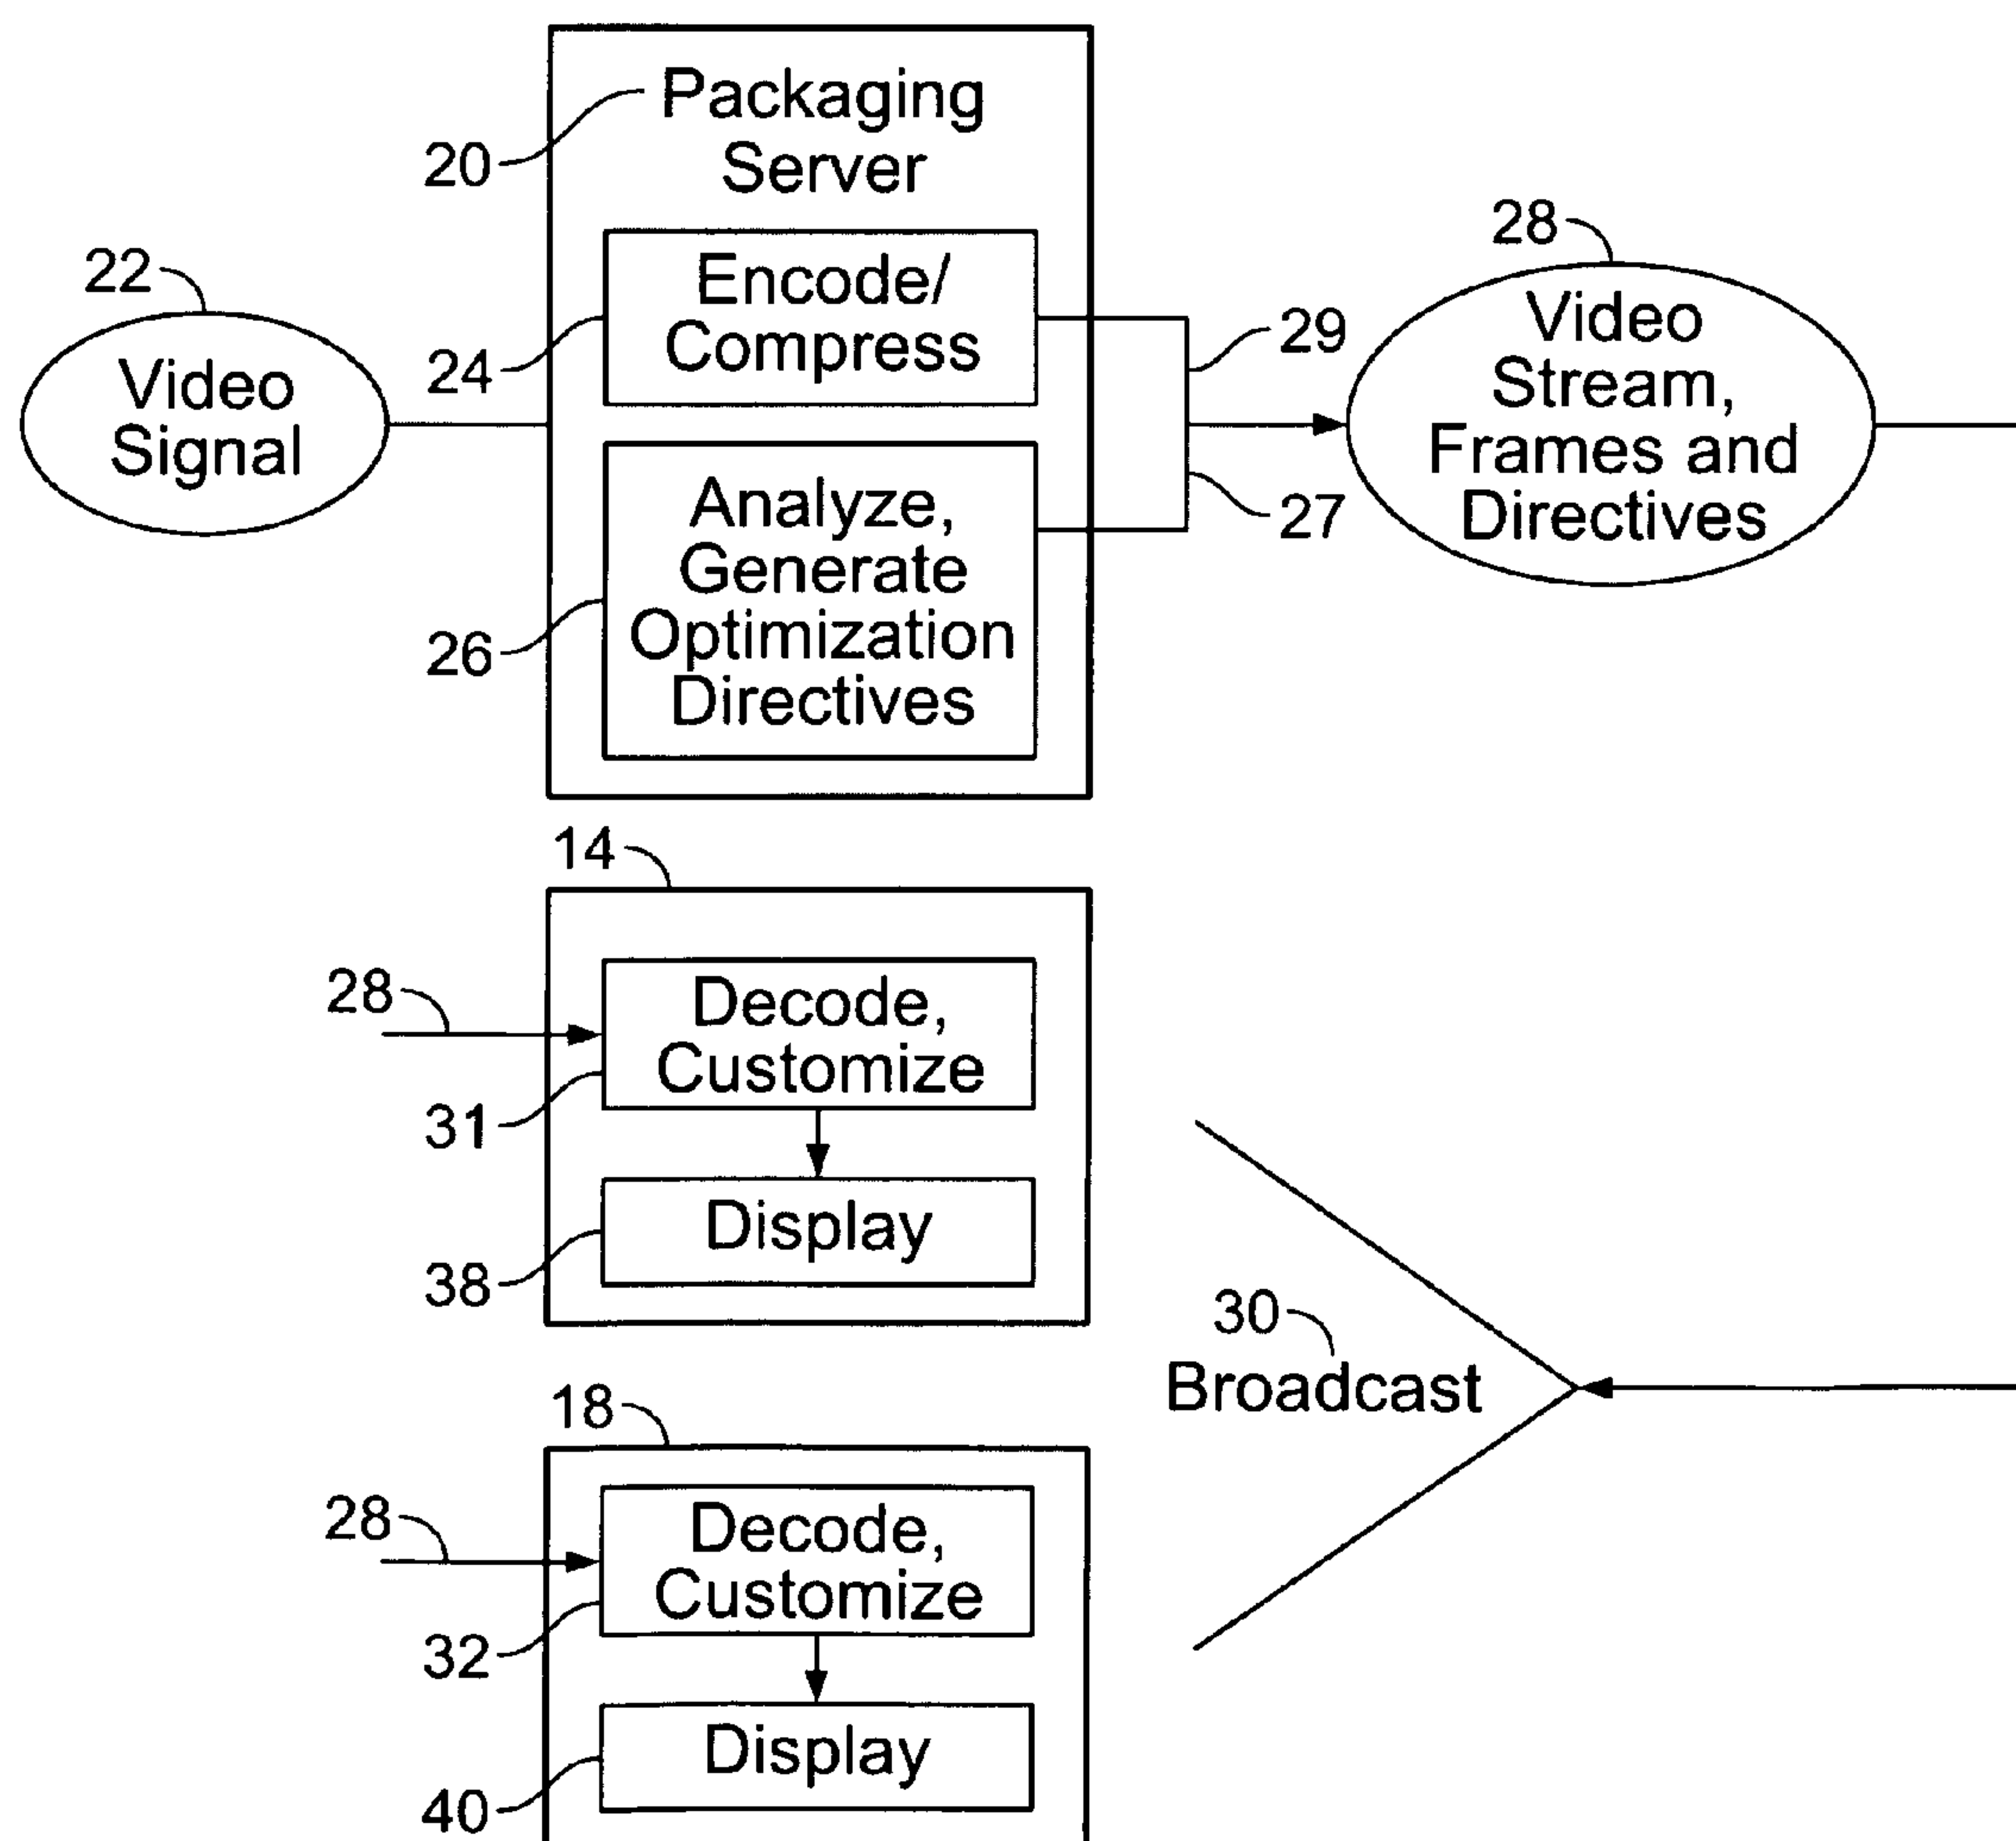 Packaging
Server
20
22
Video
Signal
Encode/
Compress
24
Analyze,
Generate
Optimization
Directives
26
29
27
28
Video
Stream,
Frames and
Directives
14
28
Decode,
Customize
31
Display
38
30
Broadcast
18
28
Decode,
Customize
32
Display
40